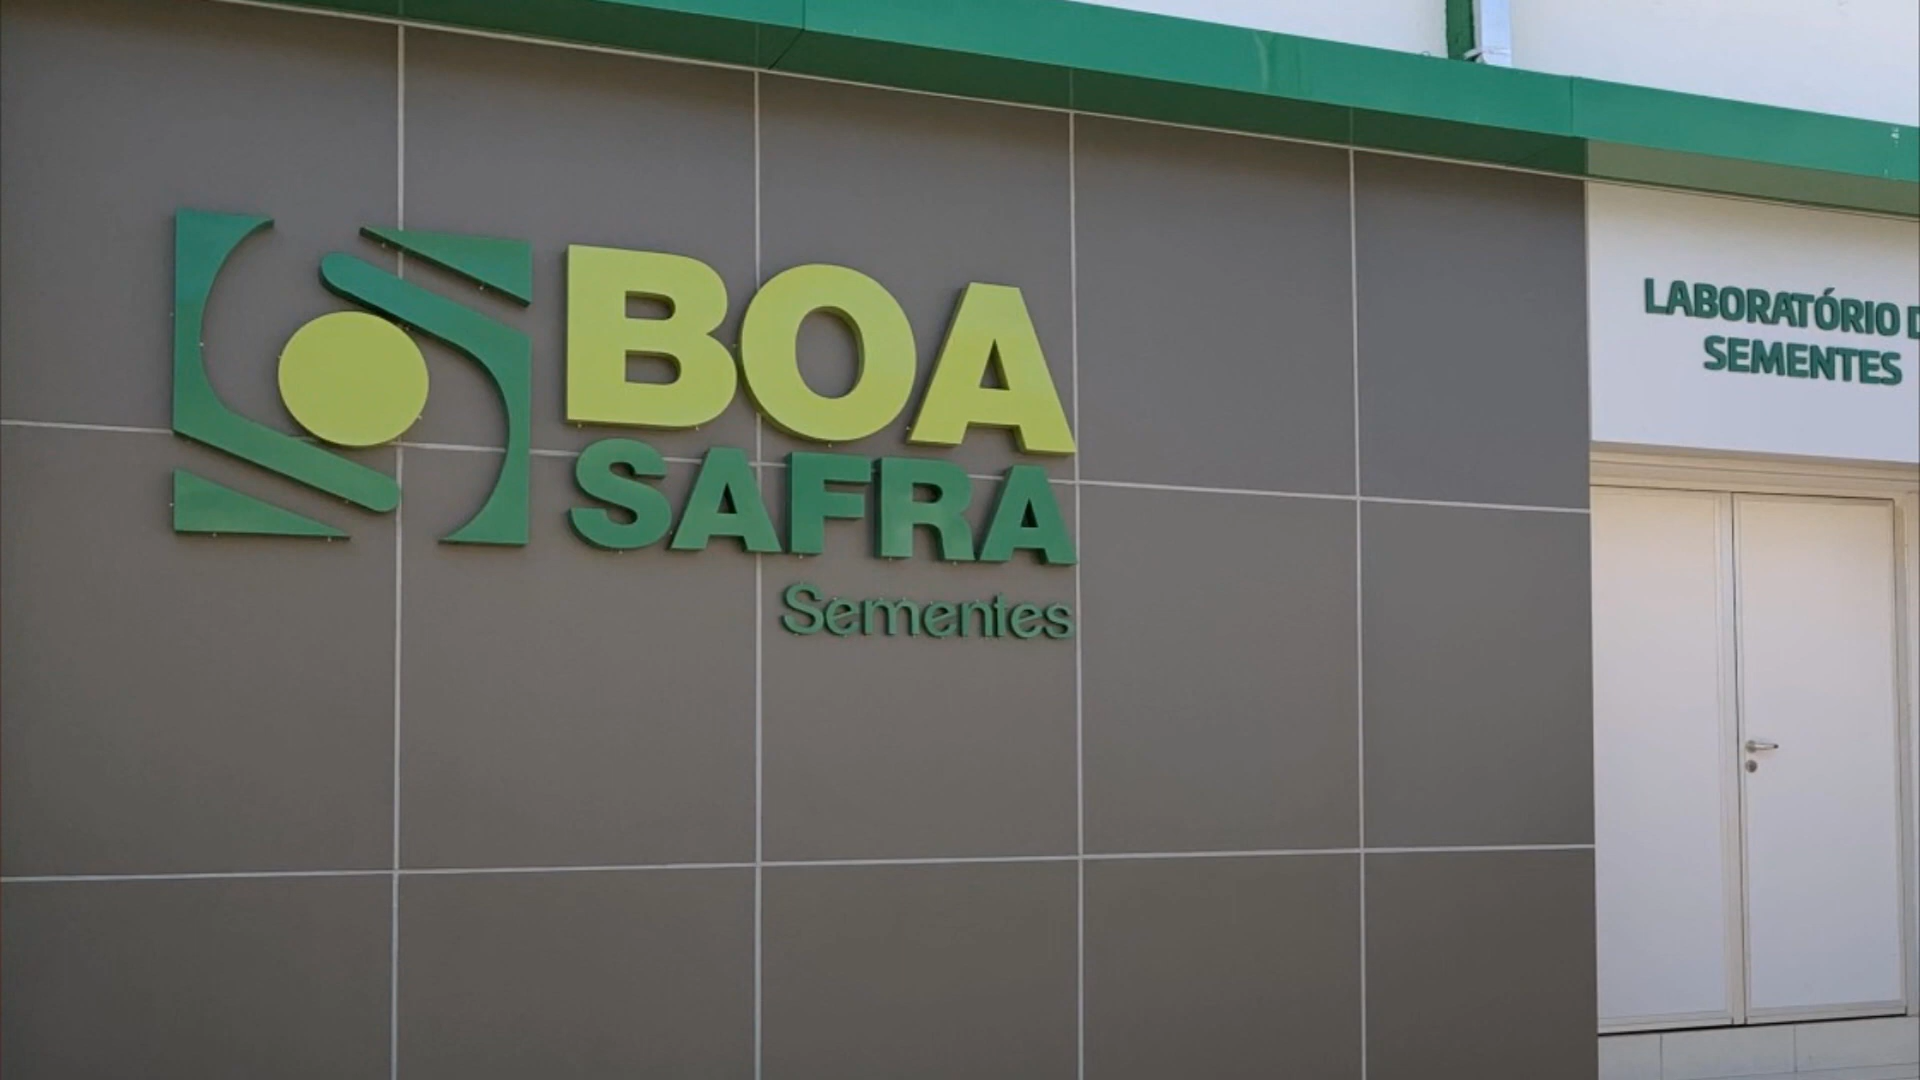 BOA
SAFRA
Sementes
LABORATÓRIO
SEMENTES